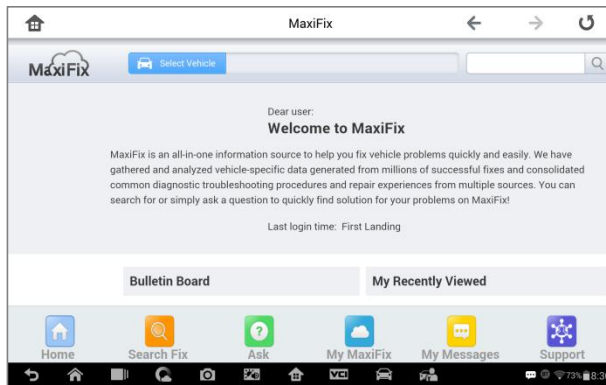 MaxiFix
MaxiFix
Select Vehicle
Dear user:
Welcome to MaxiFix
MaxiFix is an all-in-one information source to help you fix vehicle problems quickly and easily. We have
gathered and analyzed vehicle-specific data generated from millions of successful fixes and consolidated
common diagnostic troubleshooting procedures and repair experiences from multiple sources. You can
search for or simply ask a question to quickly find solution for your problems on MaxiFix!
Last login time: First Landing
Bulletin Board
My Recently Viewed
Home
Search Fix
Ask
My MaxiFix
My Messages
Support
VCI
73%